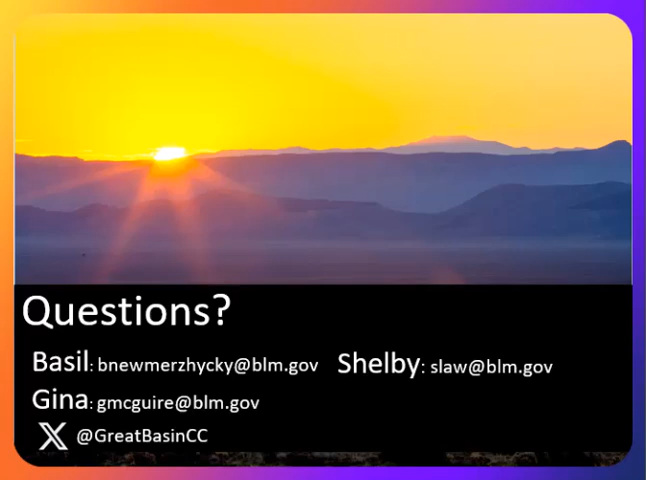 Questions?
Basil: bnewmerzhycky@blm.gov Shelby: slaw@blm.gov
Gina: gmcguire@blm.gov
X @GreatBasinCC